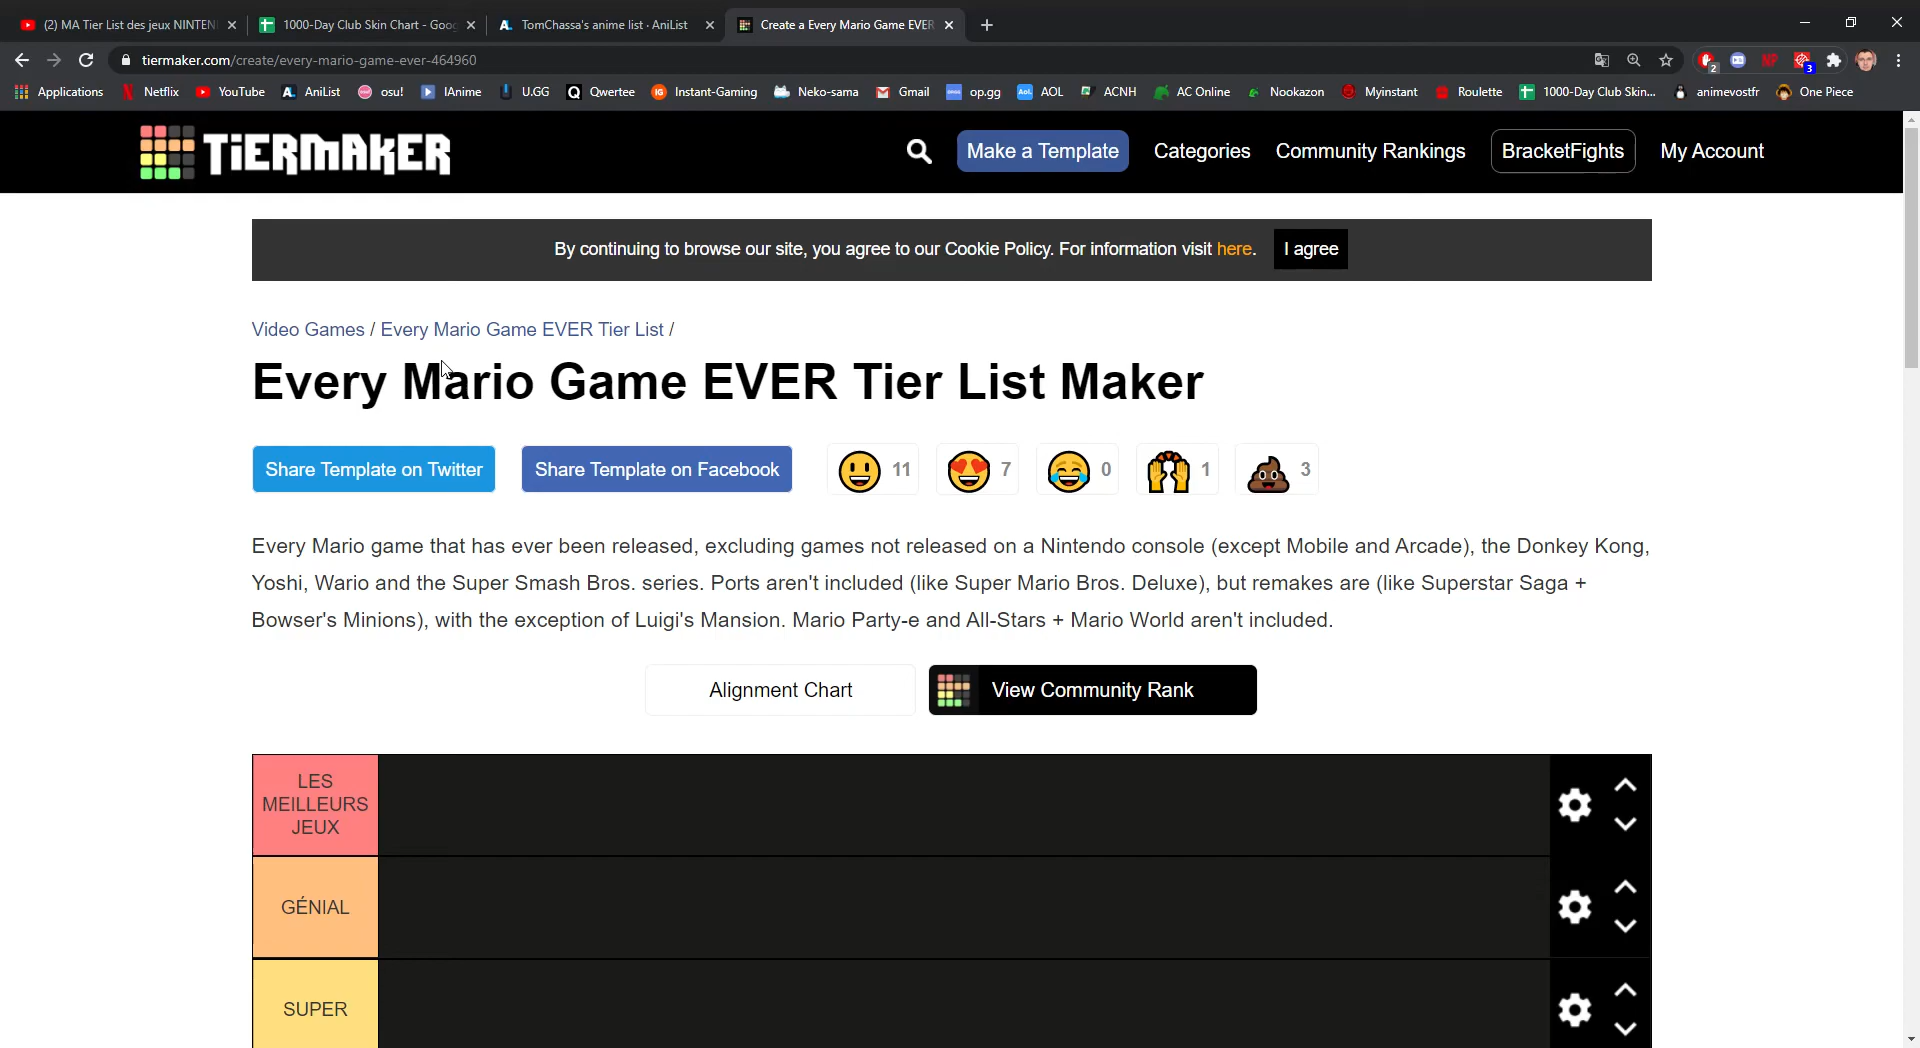 (2) MA Tier List des jeux NINTEN
1000-Day Club Skin Chart - Goog
TomChassa's anime list · AniList
Create a Every Mario Game EVER
tiermaker.com/create/every-mario-game-ever-464960
2
3
Applications
Netflix
YouTube
AniList
osu!
IAnime
U.GG
Qwertee
Instant-Gaming
Neko-sama
Gmail
op.gg
AOL
ACNH
AC Online
Nookazon
Myinstant
Roulette
1000-Day Club Skin...
animevostfr
One Piece
TiERMAKER
Make a Template
Categories
Community Rankings
BracketFights
My Account
By continuing to browse our site, you agree to our Cookie Policy. For information visit here.
I agree
Video Games / Every Mario Game EVER Tier List /
Every Mario Game EVER Tier List Maker
Share Template on Twitter
Share Template on Facebook
11
7
0
1
3
Every Mario game that has ever been released, excluding games not released on a Nintendo console (except Mobile and Arcade), the Donkey Kong,
Yoshi, Wario and the Super Smash Bros. series. Ports aren't included (like Super Mario Bros. Deluxe), but remakes are (like Superstar Saga +
Bowser's Minions), with the exception of Luigi's Mansion. Mario Party-e and All-Stars + Mario World aren't included.
Alignment Chart
View Community Rank
LES
MEILLEURS
JEUX
GÉNIAL
SUPER